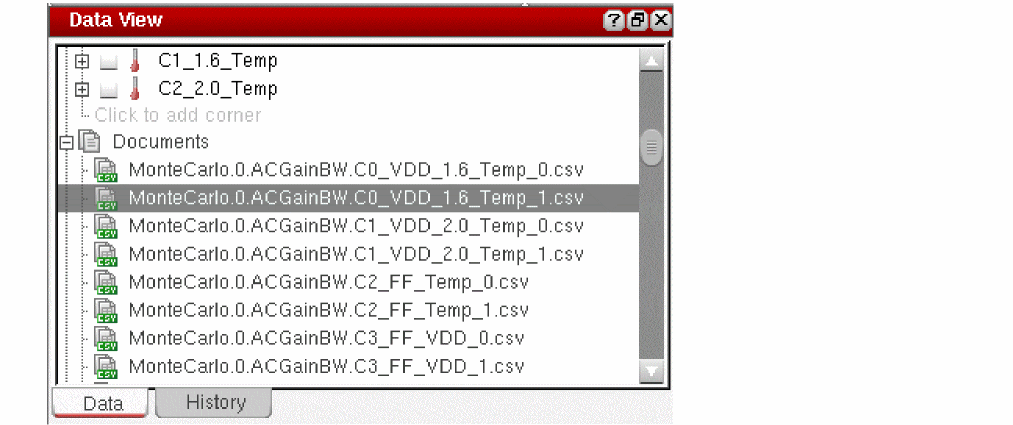 Data View
C1_1.6_Temp
C2_2.0_Temp
Click to add corner
Documents
MonteCarlo.0.ACGainBW.C0_VDD_1.6_Temp_0.csv
MonteCarlo.0.ACGainBW.C0_VDD_1.6_Temp_1.csv
MonteCarlo.0.ACGainBW.C1_VDD_2.0_Temp_0.csv
MonteCarlo.0.ACGainBW.C1_VDD_2.0_Temp_1.csv
MonteCarlo.0.ACGainBW.C2_FF_Temp_0.csv
MonteCarlo.0.ACGainBW.C2_FF_Temp_1.csv
MonteCarlo.0.ACGainBW.C3_FF_VDD_0.csv
MonteCarlo.0.ACGainBW.C3_FF_VDD_1.csv
Data History